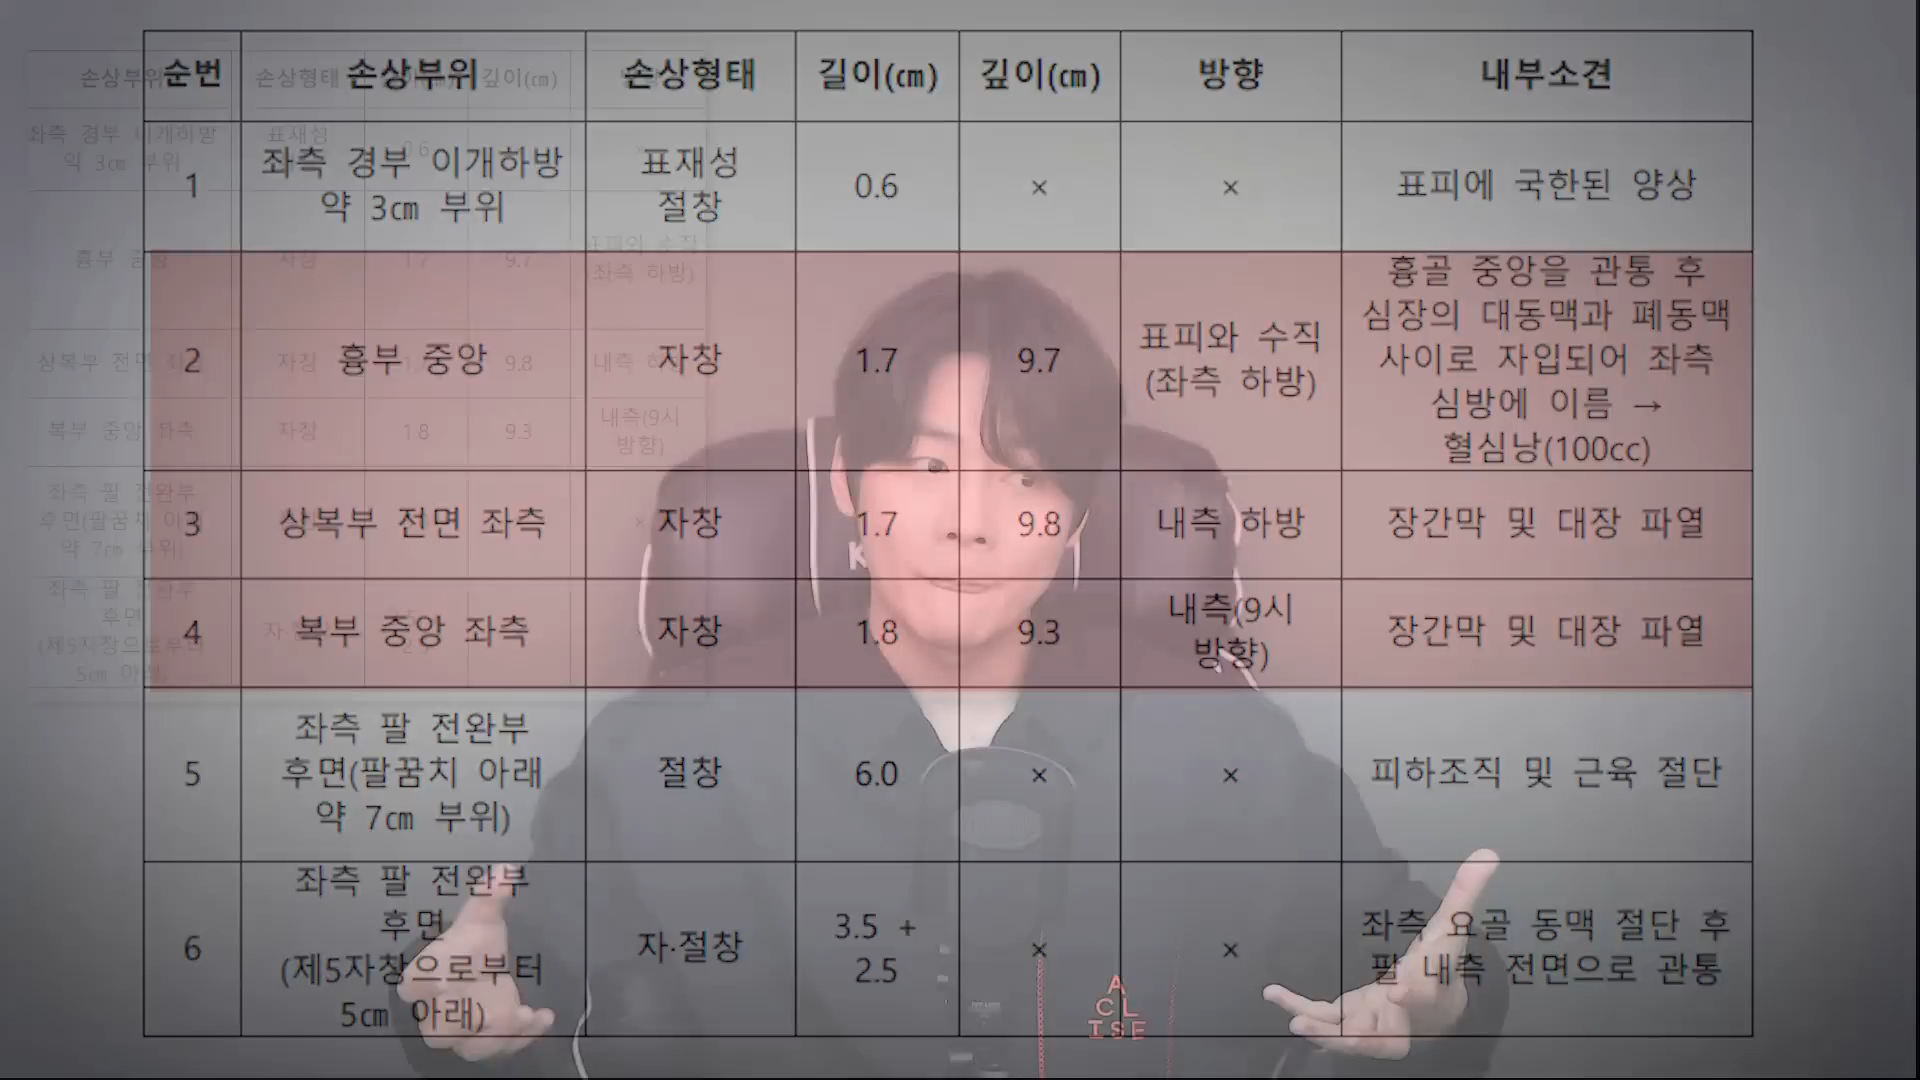 순번 손상부위 손상형태 길이(㎝) 깊이(㎝) 방향 내부소견
1 좌측 경부 이개하방 약 3㎝ 부위 표재성 절창 0.6 × × 표피에 국한된 양상
2 흉부 중앙 자창 1.7 9.7 표피와 수직 (좌측 하방) 흉골 중앙을 관통 후 심장의 대동맥과 폐동맥 사이로 자입되어 좌측 심방에 이름 → 혈심낭(100cc)
3 상복부 전면 좌측 자창 1.7 9.8 내측 하방 장간막 및 대장 파열
4 복부 중앙 좌측 자창 1.8 9.3 내측(9시 방향) 장간막 및 대장 파열
5 좌측 팔 전완부 후면(팔꿈치 아래 약 7㎝ 부위) 절창 6.0 × × 피하조직 및 근육 절단
6 좌측 팔 전완부 후면 (제5자창으로부터 5㎝ 아래) 자·절창 3.5 + 2.5 × × 좌측 요골 동맥 절단 후 팔 내측 전면으로 관통
A
CL
ISE